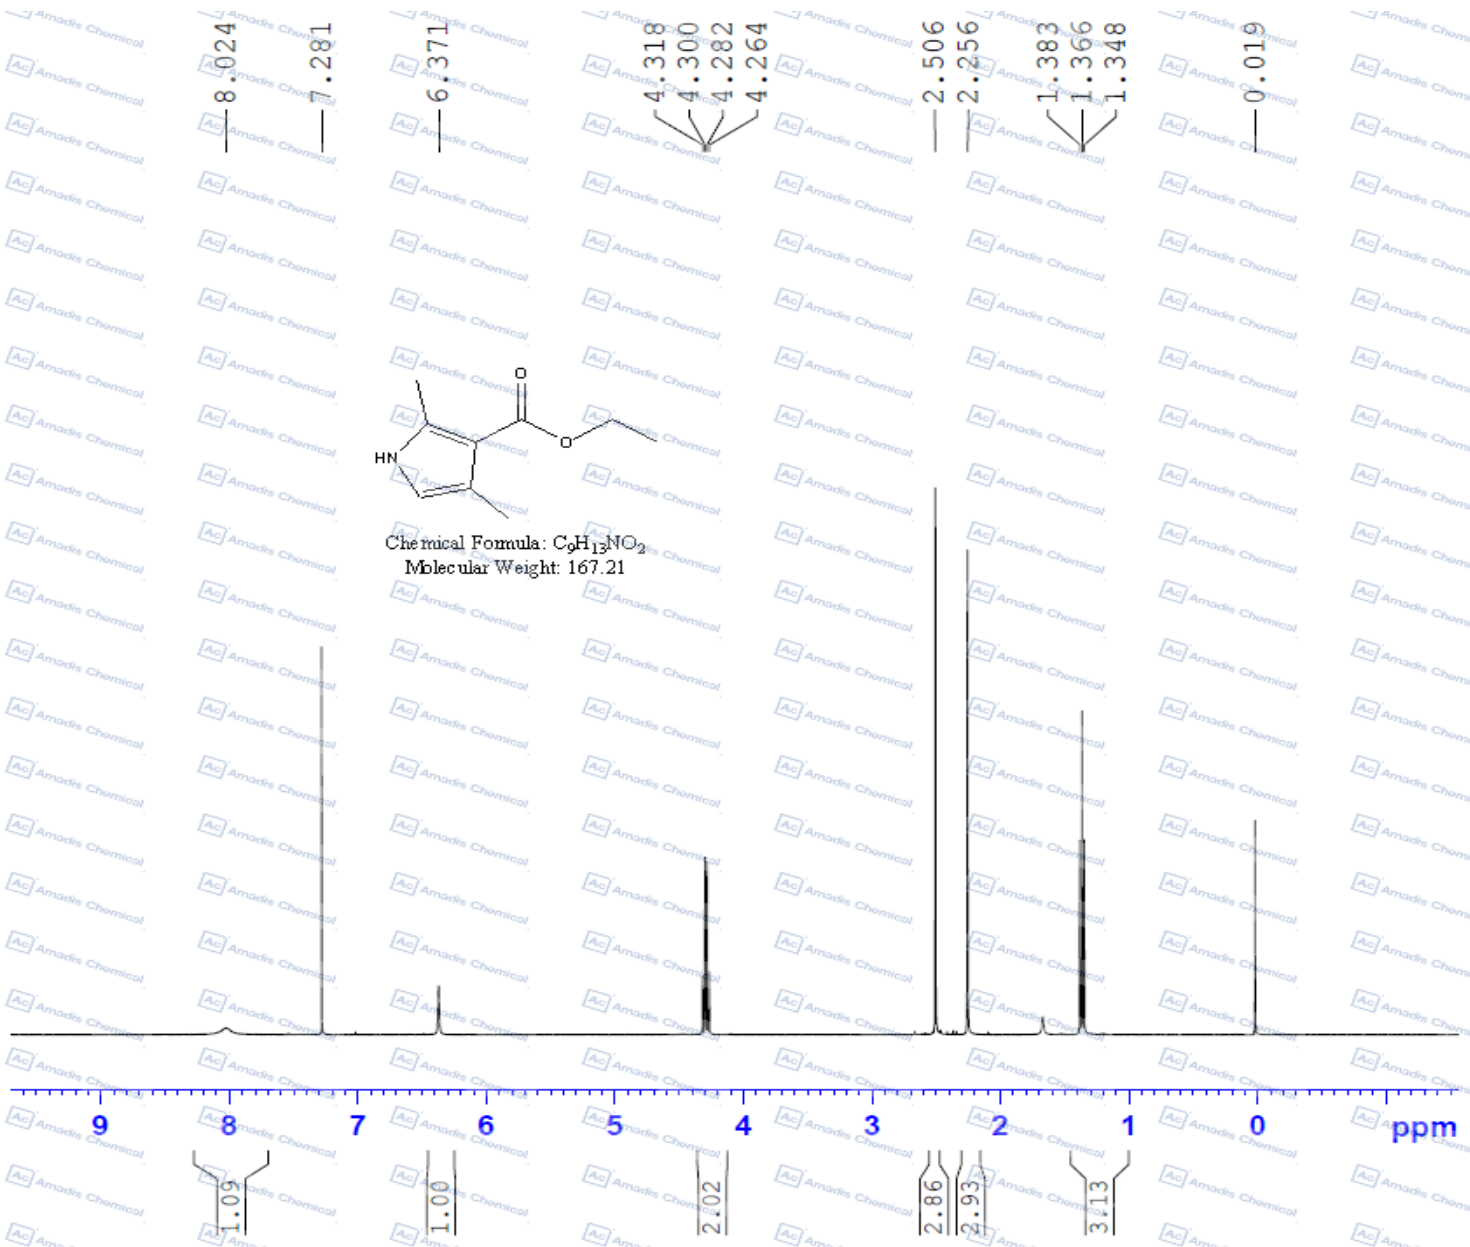 8.024
7.281
6.371
4.318
4.300
4.282
4.264
2.506
2.256
1.383
1.366
1.348
0.019
O
O
HN
Chemical Formula: C₉H₁₃NO₂
Molecular Weight: 167.21
9 8 7 6 5 4 3 2 1 0 ppm
1.09
1.00
2.02
2.86
2.93
3.13
Ac Amadis Chemical